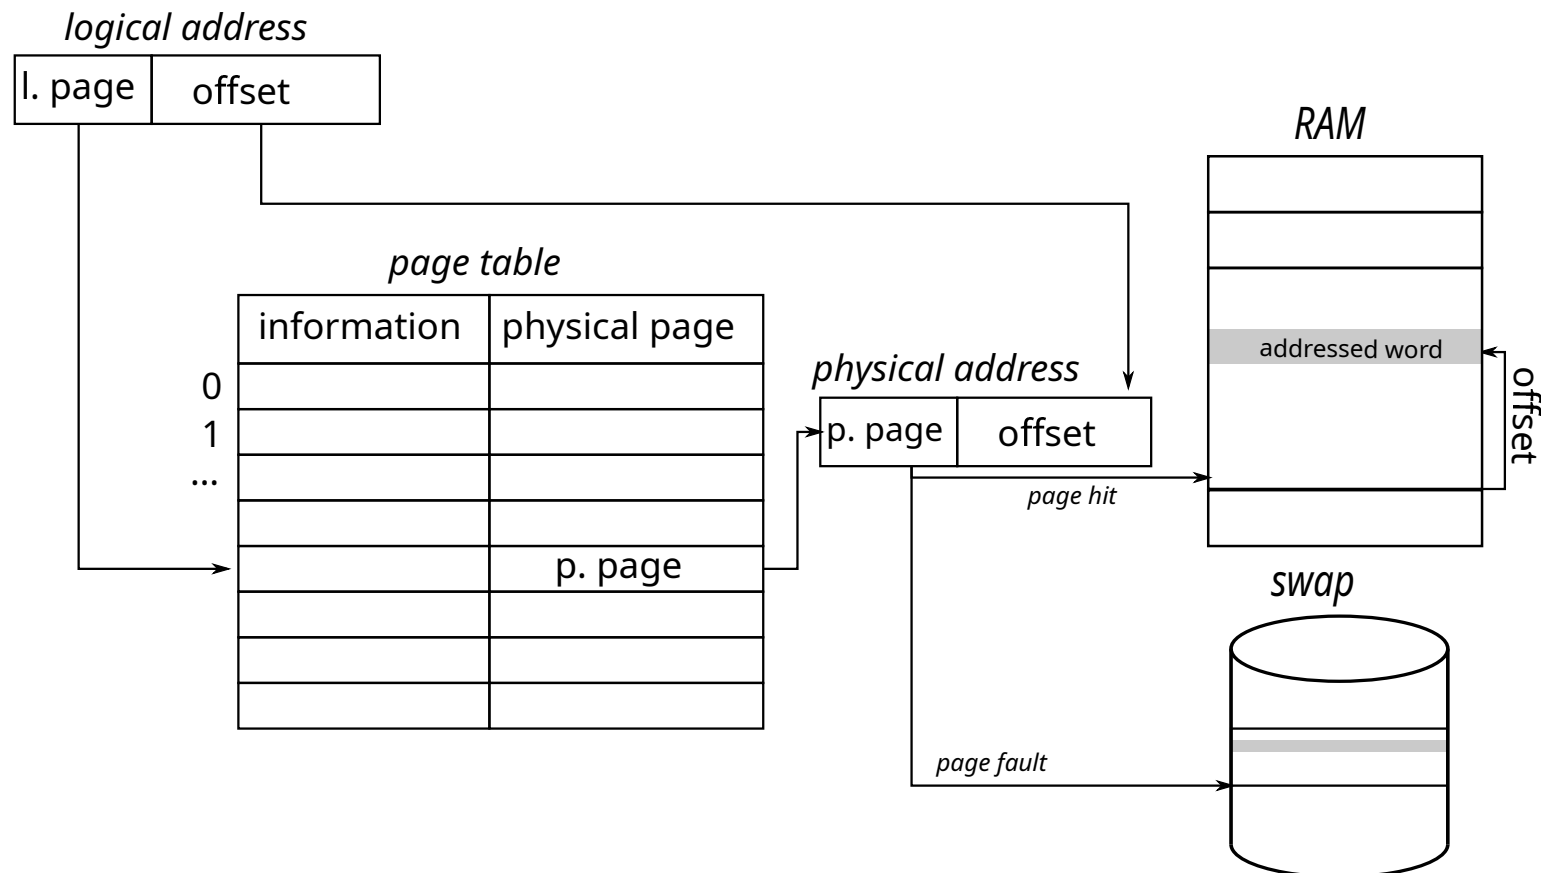 logical address
l. page
offset
RAM
page table
information
physical page
0
1
...
p. page
physical address
p. page
offset
page hit
addressed word
offset
swap
page fault